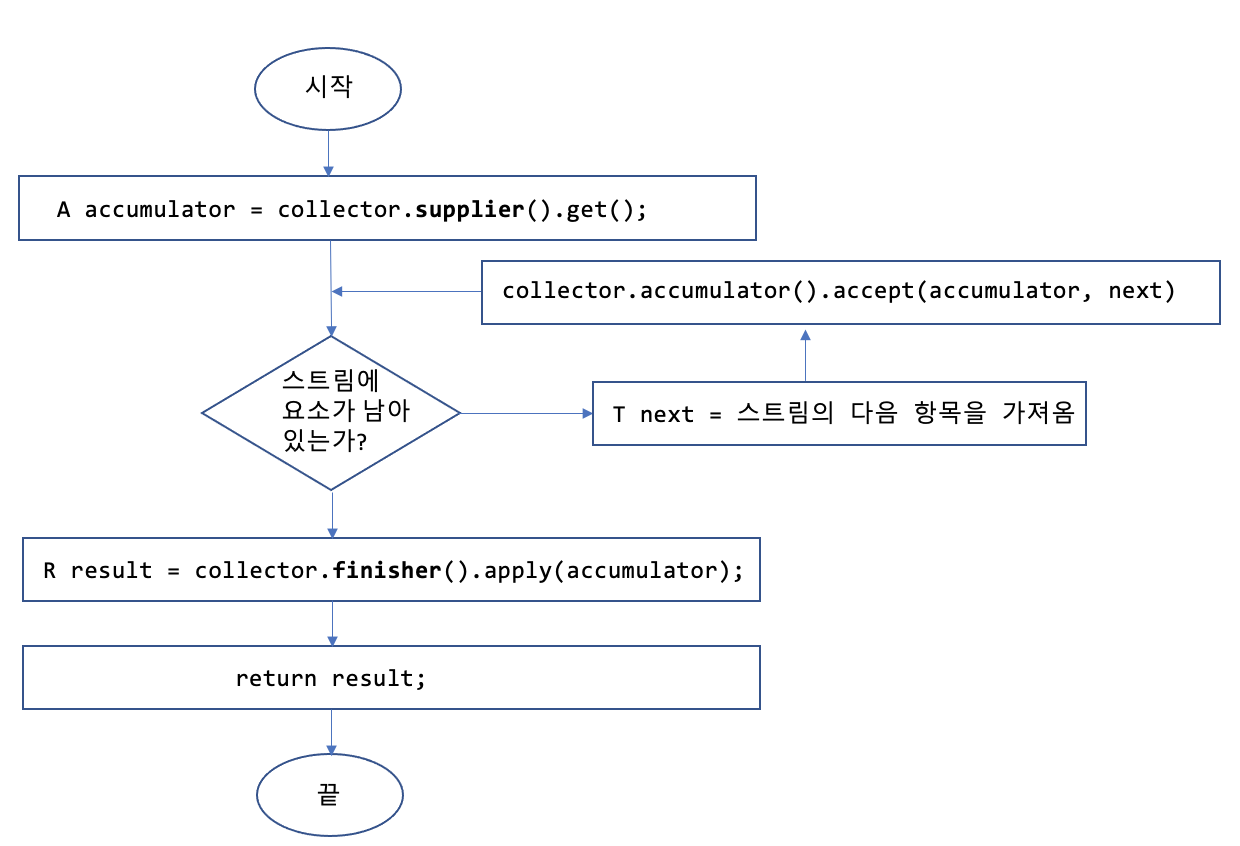 시작
A accumulator = collector.supplier().get();
collector.accumulator().accept(accumulator, next)
스트림에
요소가 남아
있는가?
T next = 스트림의 다음 항목을 가져옴
R result = collector.finisher().apply(accumulator);
return result;
끝